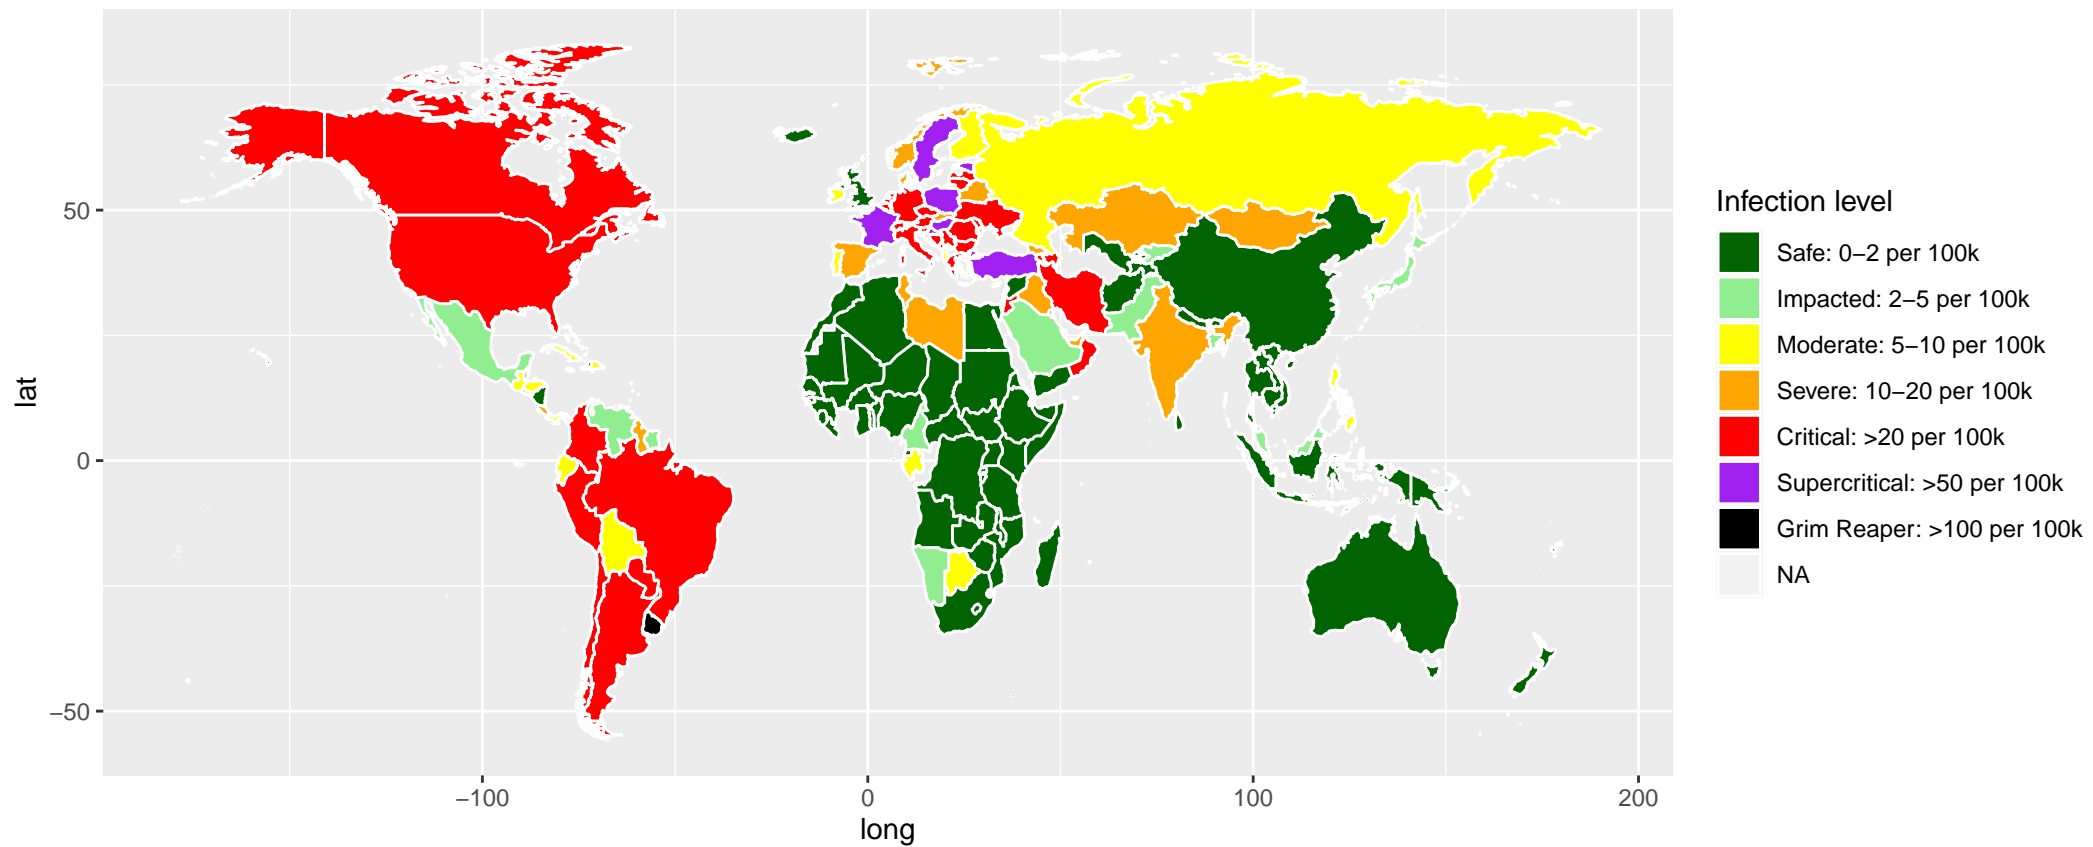 Infection level
Safe: 0–2 per 100k
Impacted: 2–5 per 100k
Moderate: 5–10 per 100k
Severe: 10–20 per 100k
Critical: >20 per 100k
Supercritical: >50 per 100k
Grim Reaper: >100 per 100k
NA
lat
50
0
−50
−100
0
100
200
long